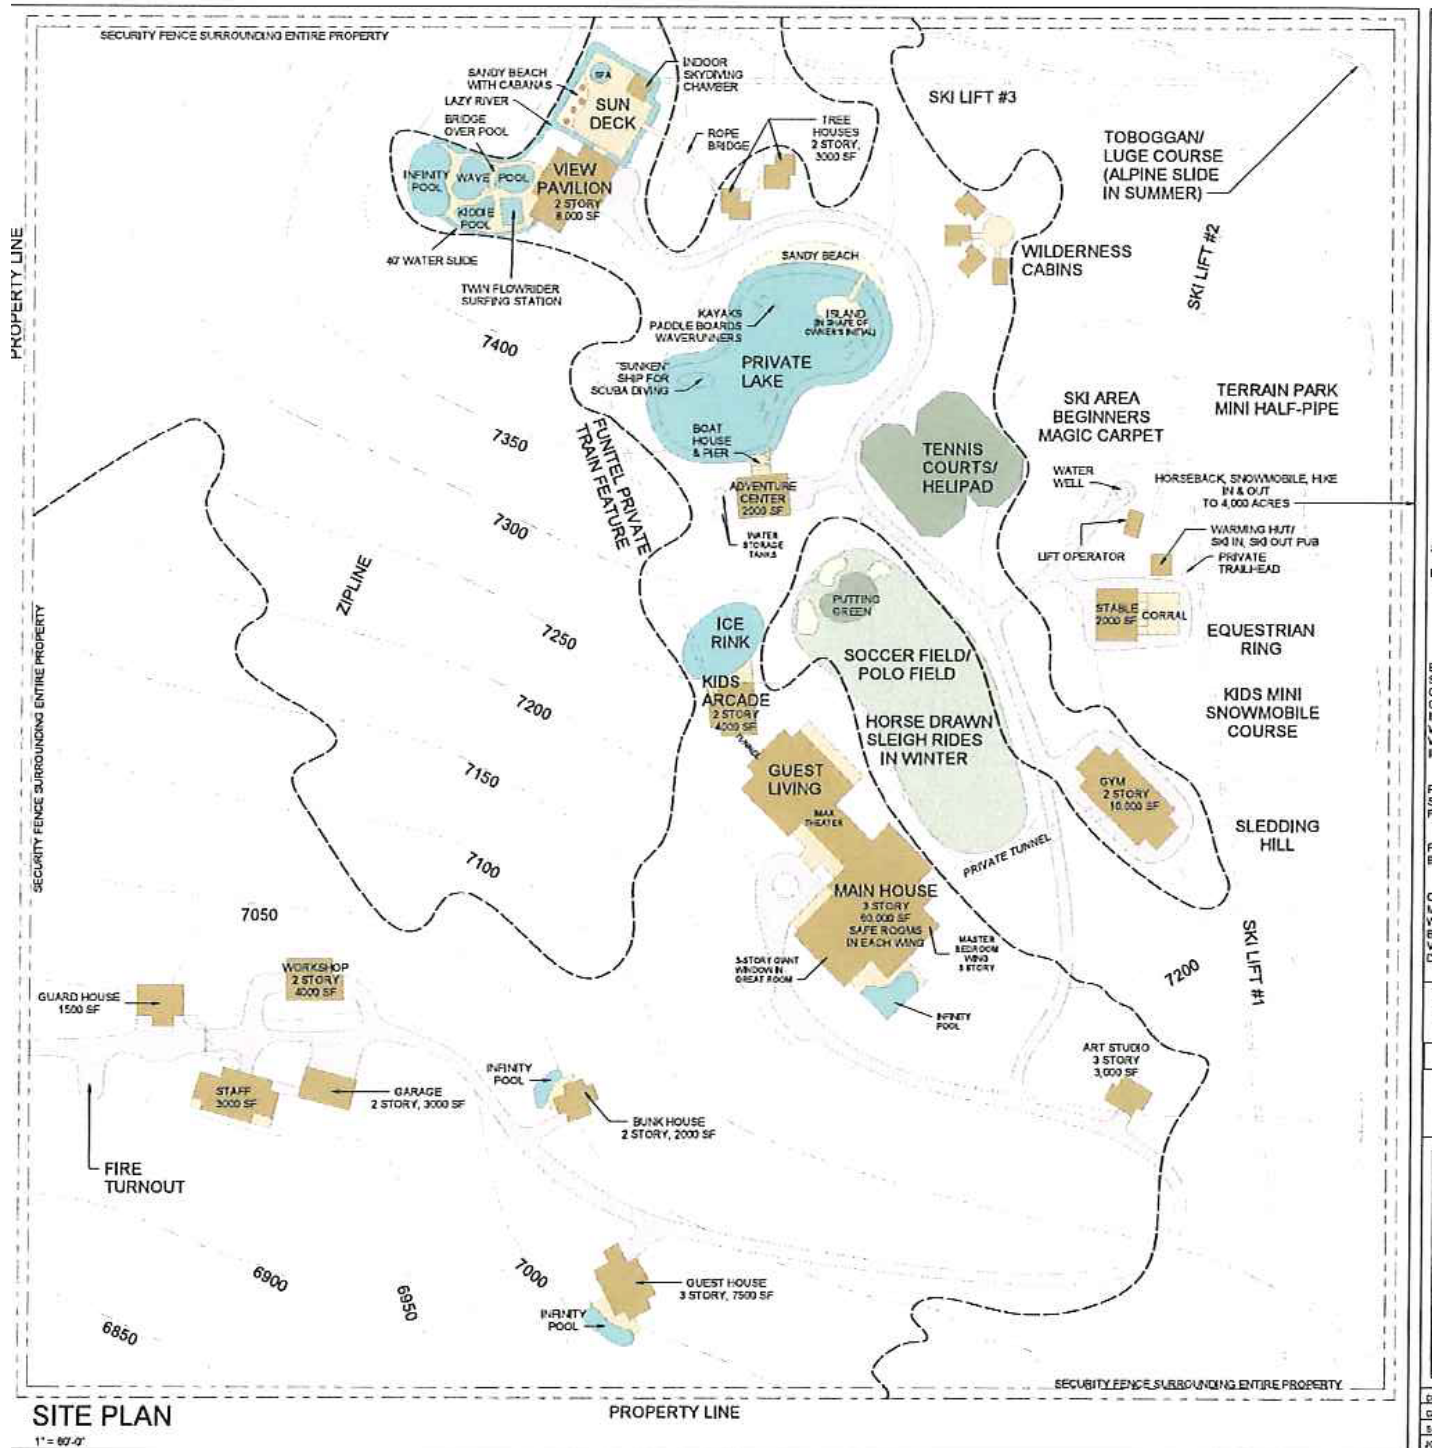 SECURITY FENCE SURROUNDING ENTIRE PROPERTY
SANDY BEACH
WITH CABANAS
LAZY RIVER
BRIDGE
OVER POOL
SPA
SUN
DECK
INDOOR
SKYDIVING
CHAMBER
ROPE
BRIDGE
TREE
HOUSES
2 STORY,
3000 SF
SKI LIFT #3
TOBOGGAN/
LUGE COURSE
(ALPINE SLIDE
IN SUMMER)
INFINITY
POOL
WAVE
POOL
KIDDIE
POOL
VIEW
PAVILION
2 STORY
8,000 SF
40' WATER SLIDE
TWIN FLOWRIDER
SURFING STATION
PROPERTY LINE
WILDERNESS
CABINS
SKI LIFT #2
SANDY BEACH
KAYAKS
PADDLE BOARDS
WAVERUNNERS
ISLAND
(IN SHAPE OF
OWNER'S INITIAL)
"SUNKEN"
SHIP FOR
SCUBA DIVING
PRIVATE
LAKE
BOAT
HOUSE
& PIER
7400
7350
FUNITEL PRIVATE
TRAIN FEATURE
SKI AREA
BEGINNERS
MAGIC CARPET
TERRAIN PARK
MINI HALF-PIPE
TENNIS
COURTS/
HELIPAD
ADVENTURE
CENTER
2000 SF
WATER
STORAGE
TANKS
WATER
WELL
HORSEBACK, SNOWMOBILE, HIKE
IN & OUT
TO 4,000 ACRES
LIFT OPERATOR
WARMING HUT/
SKI IN, SKI OUT PUB
PRIVATE
TRAILHEAD
7300
ZIPLINE
PUTTING
GREEN
STABLE
2000 SF
CORRAL
EQUESTRIAN
RING
7250
ICE
RINK
SOCCER FIELD/
POLO FIELD
KIDS
ARCADE
2 STORY
4000 SF
TUNNEL
HORSE DRAWN
SLEIGH RIDES
IN WINTER
KIDS MINI
SNOWMOBILE
COURSE
SECURITY FENCE SURROUNDING ENTIRE PROPERTY
7200
7150
GUEST
LIVING
IMAX
THEATER
GYM
2 STORY
10,000 SF
SLEDDING
HILL
PRIVATE TUNNEL
7100
7050
MAIN HOUSE
3 STORY
60,000 SF
SAFE ROOMS
IN EACH WING
3-STORY GIANT
WINDOW IN
GREAT ROOM
MASTER
BEDROOM
WING
3 STORY
INFINITY
POOL
7200
SKI LIFT #1
GUARD HOUSE
1500 SF
WORKSHOP
2 STORY
4000 SF
STAFF
3000 SF
GARAGE
2 STORY, 3000 SF
INFINITY
POOL
BUNK HOUSE
2 STORY, 2000 SF
ART STUDIO
3 STORY
3,000 SF
FIRE
TURNOUT
6850
6900
6950
7000
GUEST HOUSE
3 STORY, 7500 SF
INFINITY
POOL
SECURITY FENCE SURROUNDING ENTIRE PROPERTY
SITE PLAN
1" = 60'-0"
PROPERTY LINE